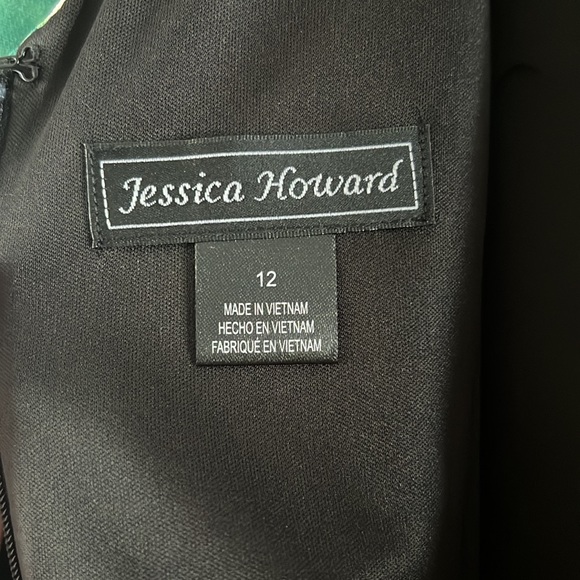 Jessica Howard
12
MADE IN VIETNAM
HECHO EN VIETNAM
FABRIQUÉ EN VIETNAM